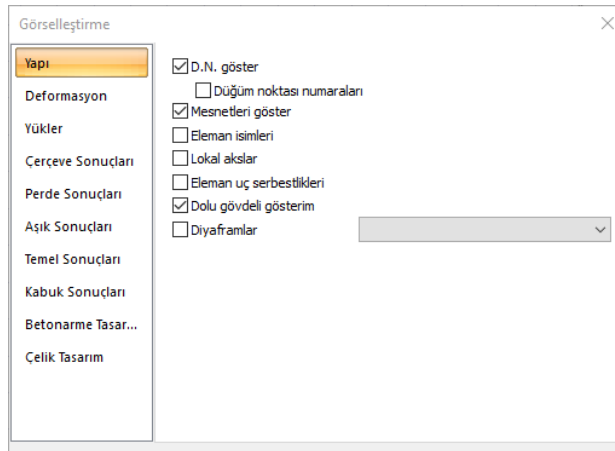 Görselleştirme
Yapı
Deformasyon
Yükler
Çerçeve Sonuçları
Perde Sonuçları
Aşık Sonuçları
Temel Sonuçları
Kabuk Sonuçları
Betonarme Tasar...
Çelik Tasarım
D.N. göster
Düğüm noktası numaraları
Mesnetleri göster
Eleman isimleri
Lokal akslar
Eleman uç serbestlikleri
Dolu gövdeli gösterim
Diyaframlar